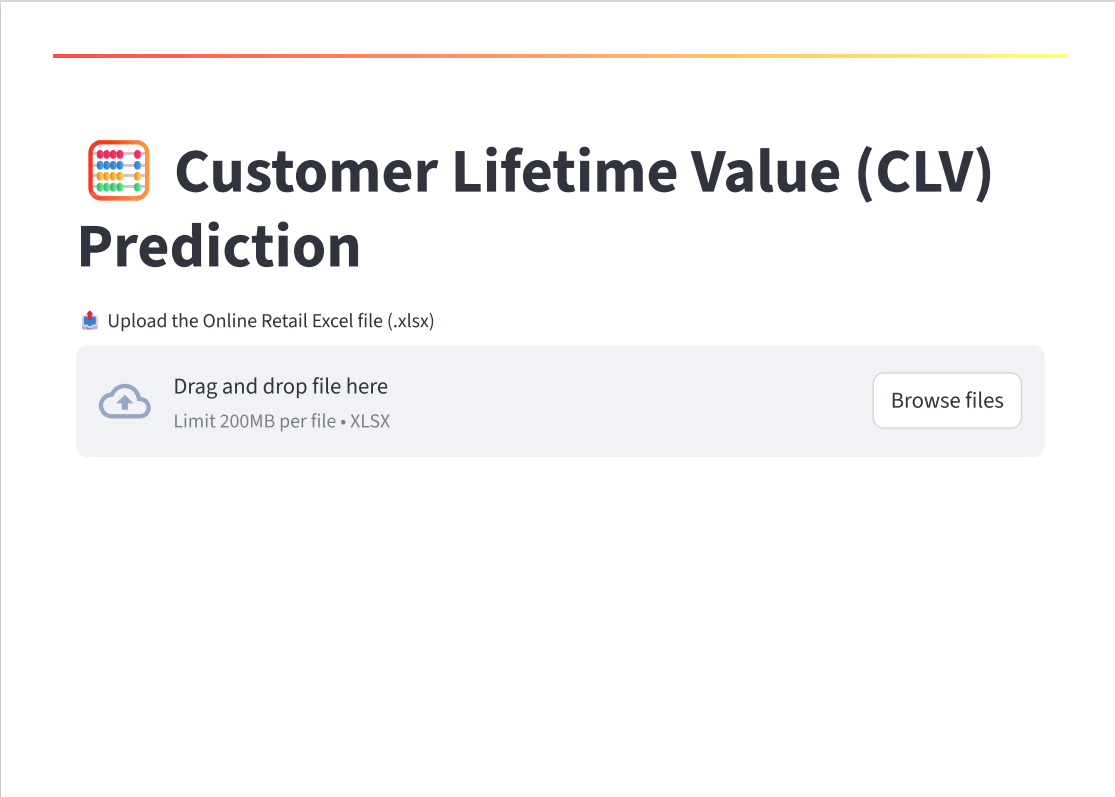 Customer Lifetime Value (CLV)
Prediction
Upload the Online Retail Excel file (.xlsx)
Drag and drop file here
Limit 200MB per file • XLSX
Browse files